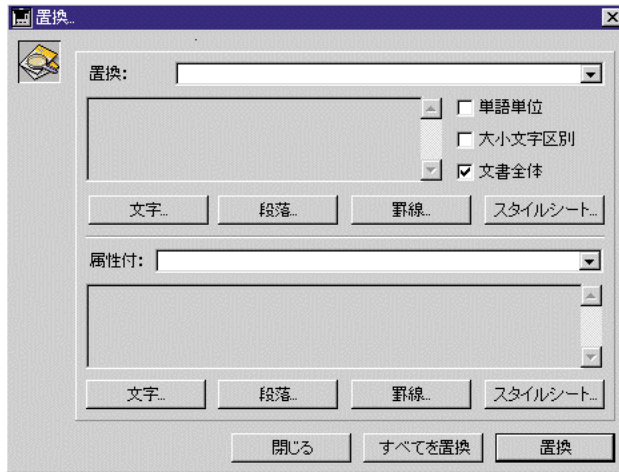 置換...
置換:
単語単位
大小文字区別
文書全体
文字... 段落... 罫線... スタイルシート...
属性付:
文字... 段落... 罫線... スタイルシート...
閉じる すべてを置換 置換